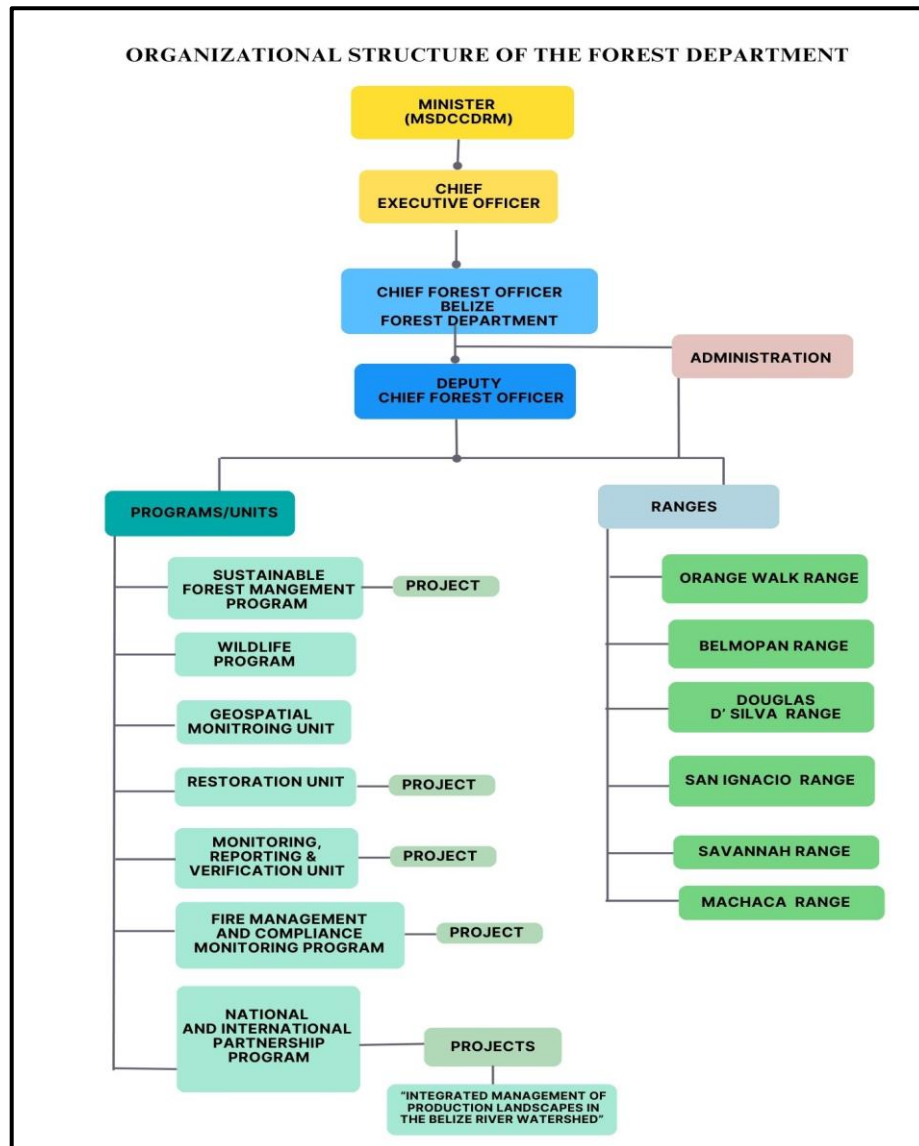 ORGANIZATIONAL STRUCTURE OF THE FOREST DEPARTMENT
MINISTER
(MSDCCDRM)
CHIEF
EXECUTIVE OFFICER
CHIEF FOREST OFFICER
BELIZE
FOREST DEPARTMENT
ADMINISTRATION
DEPUTY
CHIEF FOREST OFFICER
PROGRAMS/UNITS
SUSTAINABLE
FOREST MANGEMENT
PROGRAM
PROJECT
WILDLIFE
PROGRAM
GEOSPATIAL
MONITROING UNIT
RESTORATION UNIT
PROJECT
MONITORING,
REPORTING &
VERIFICATION UNIT
PROJECT
FIRE MANAGEMENT
AND COMPLIANCE
MONITORING PROGRAM
PROJECT
NATIONAL
AND INTERNATIONAL
PARTNERSHIP
PROGRAM
PROJECTS
"INTEGRATED MANAGEMENT OF
PRODUCTION LANDSCAPES IN
THE BELIZE RIVER WATERSHED"
RANGES
ORANGE WALK RANGE
BELMOPAN RANGE
DOUGLAS
D' SILVA RANGE
SAN IGNACIO RANGE
SAVANNAH RANGE
MACHACA RANGE